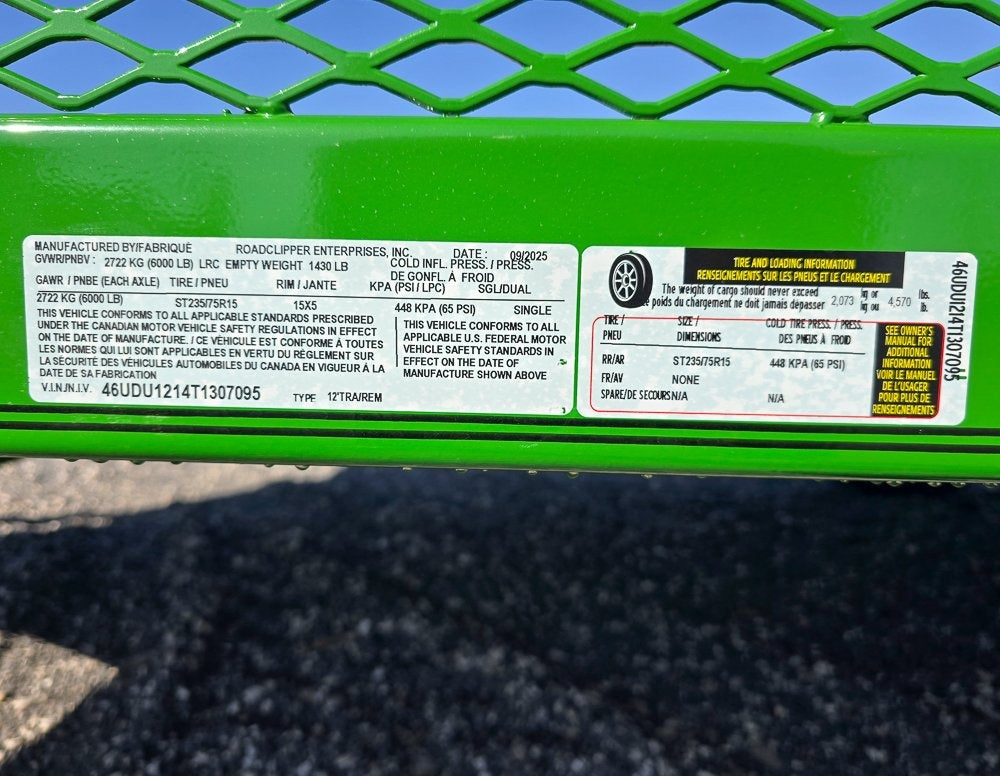 MANUFACTURED BY/FABRIQUÉ ROADCLIPPER ENTERPRISES, INC. DATE : 09/2025
GVWR/PNBV : 2722 KG (6000 LB) LRC EMPTY WEIGHT 1430 LB COLD INFL. PRESS. / PRESS.
DE GONFL. À FROID
GAWR / PNBE (EACH AXLE) TIRE / PNEU RIM / JANTE KPA (PSI / LPC) SGL/DUAL
2722 KG (6000 LB) ST235/75R15 15X5 448 KPA (65 PSI) SINGLE
THIS VEHICLE CONFORMS TO ALL APPLICABLE STANDARDS PRESCRIBED
UNDER THE CANADIAN MOTOR VEHICLE SAFETY REGULATIONS IN EFFECT
ON THE DATE OF MANUFACTURE. / CE VÉHICULE EST CONFORME À TOUTES
LES NORMES QUI LUI SONT APPLICABLES EN VERTU DU RÈGLEMENT SUR
LA SÉCURITÉ DES VÉHICULES AUTOMOBILES DU CANADA EN VIGUEUR À LA
DATE DE SA FABRICATION
THIS VEHICLE CONFORMS TO ALL
APPLICABLE U.S. FEDERAL MOTOR
VEHICLE SAFETY STANDARDS IN
EFFECT ON THE DATE OF
MANUFACTURE SHOWN ABOVE
V.I.N./N.I.V. 46UDU1214T1307095 TYPE 12'TRA/REM
TIRE AND LOADING INFORMATION
RENSEIGNEMENTS SUR LES PNEUS ET LE CHARGEMENT
The weight of cargo should never exceed
Le poids du chargement ne doit jamais depasser
2,073 kg or
kg ou 4,570 lbs.
lb.
TIRE / SIZE / COLD TIRE PRESS. / PRESS.
PNEU DIMENSIONS DES PNEUS À FROID
RR/AR ST235/75R15 448 KPA (65 PSI)
FR/AV NONE
SPARE/DE SECOURS N/A N/A
SEE OWNER'S
MANUAL FOR
ADDITIONAL
INFORMATION
VOIR LE MANUEL
DE L'USAGER
POUR PLUS DE
RENSEIGNEMENTS
46UDU1214T1307095